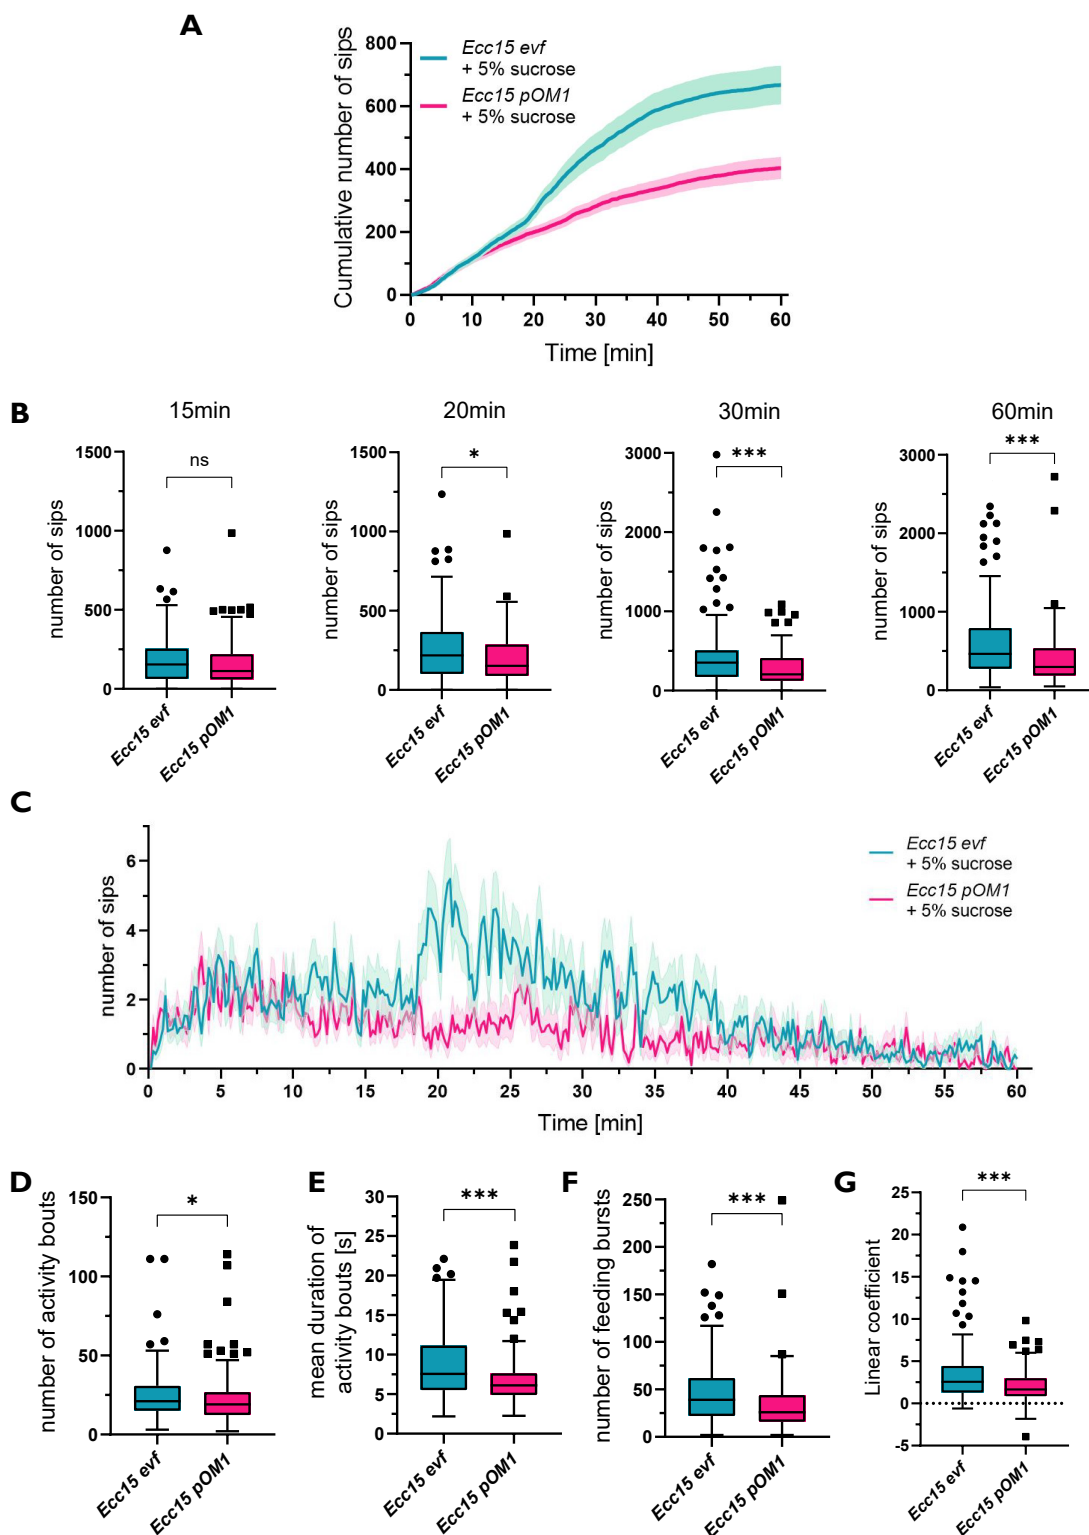 A
Cumulative number of sips
800
600
400
200
0
Ecc15 evf
+ 5% sucrose
Ecc15 pOM1
+ 5% sucrose
0 10 20 30 40 50 60
Time [min]
B
15min
number of sips
1500
1000
500
0
ns
Ecc15 evf
Ecc15 pOM1
20min
number of sips
1500
1000
500
0
*
Ecc15 evf
Ecc15 pOM1
30min
number of sips
3000
2000
1000
0
***
Ecc15 evf
Ecc15 pOM1
60min
number of sips
3000
2000
1000
0
***
Ecc15 evf
Ecc15 pOM1
C
number of sips
6
4
2
0
Ecc15 evf
+ 5% sucrose
Ecc15 pOM1
+ 5% sucrose
0 5 10 15 20 25 30 35 40 45 50 55 60
Time [min]
D
number of activity bouts
150
100
50
0
*
Ecc15 evf
Ecc15 pOM1
E
mean duration of
activity bouts [s]
30
25
20
15
10
5
0
***
Ecc15 evf
Ecc15 pOM1
F
number of feeding bursts
250
200
150
100
50
0
***
Ecc15 evf
Ecc15 pOM1
G
Linear coefficient
25
20
15
10
5
0
-5
***
Ecc15 evf
Ecc15 pOM1